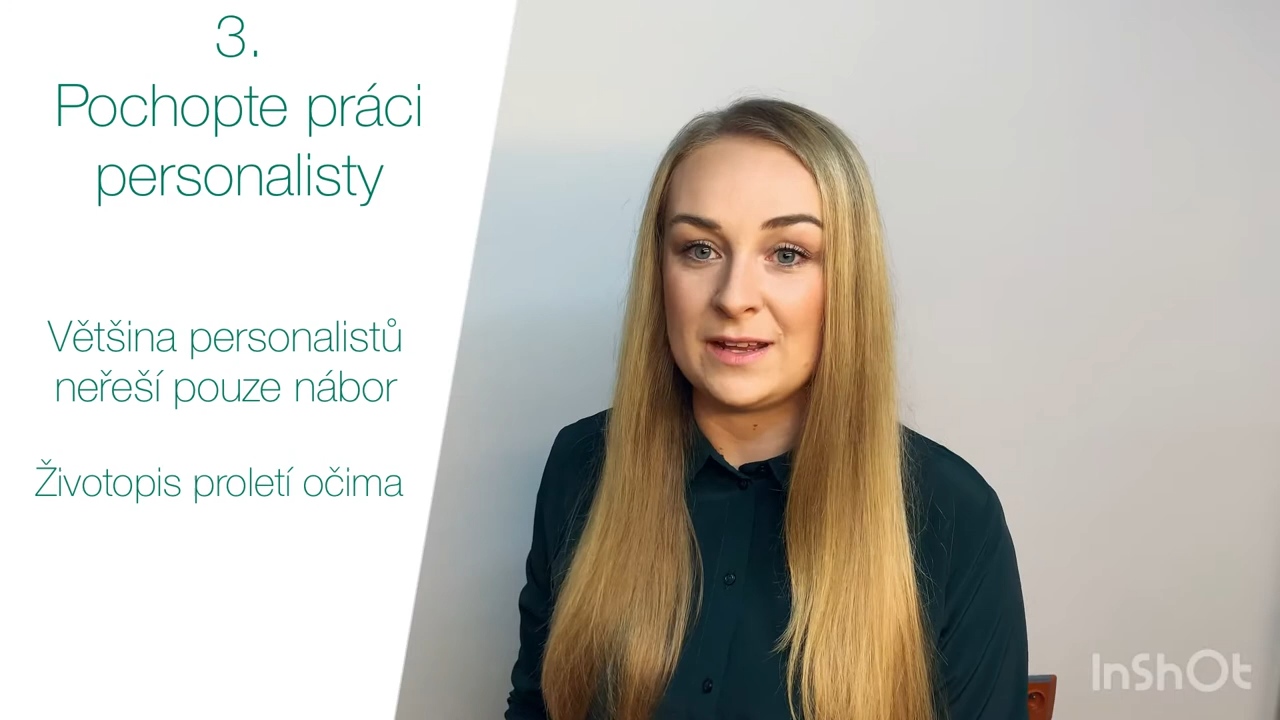 3.
Pochopte práci
personalisty
Většina personalistů
neřeší pouze nábor
Životopis proletí očima
InShOt